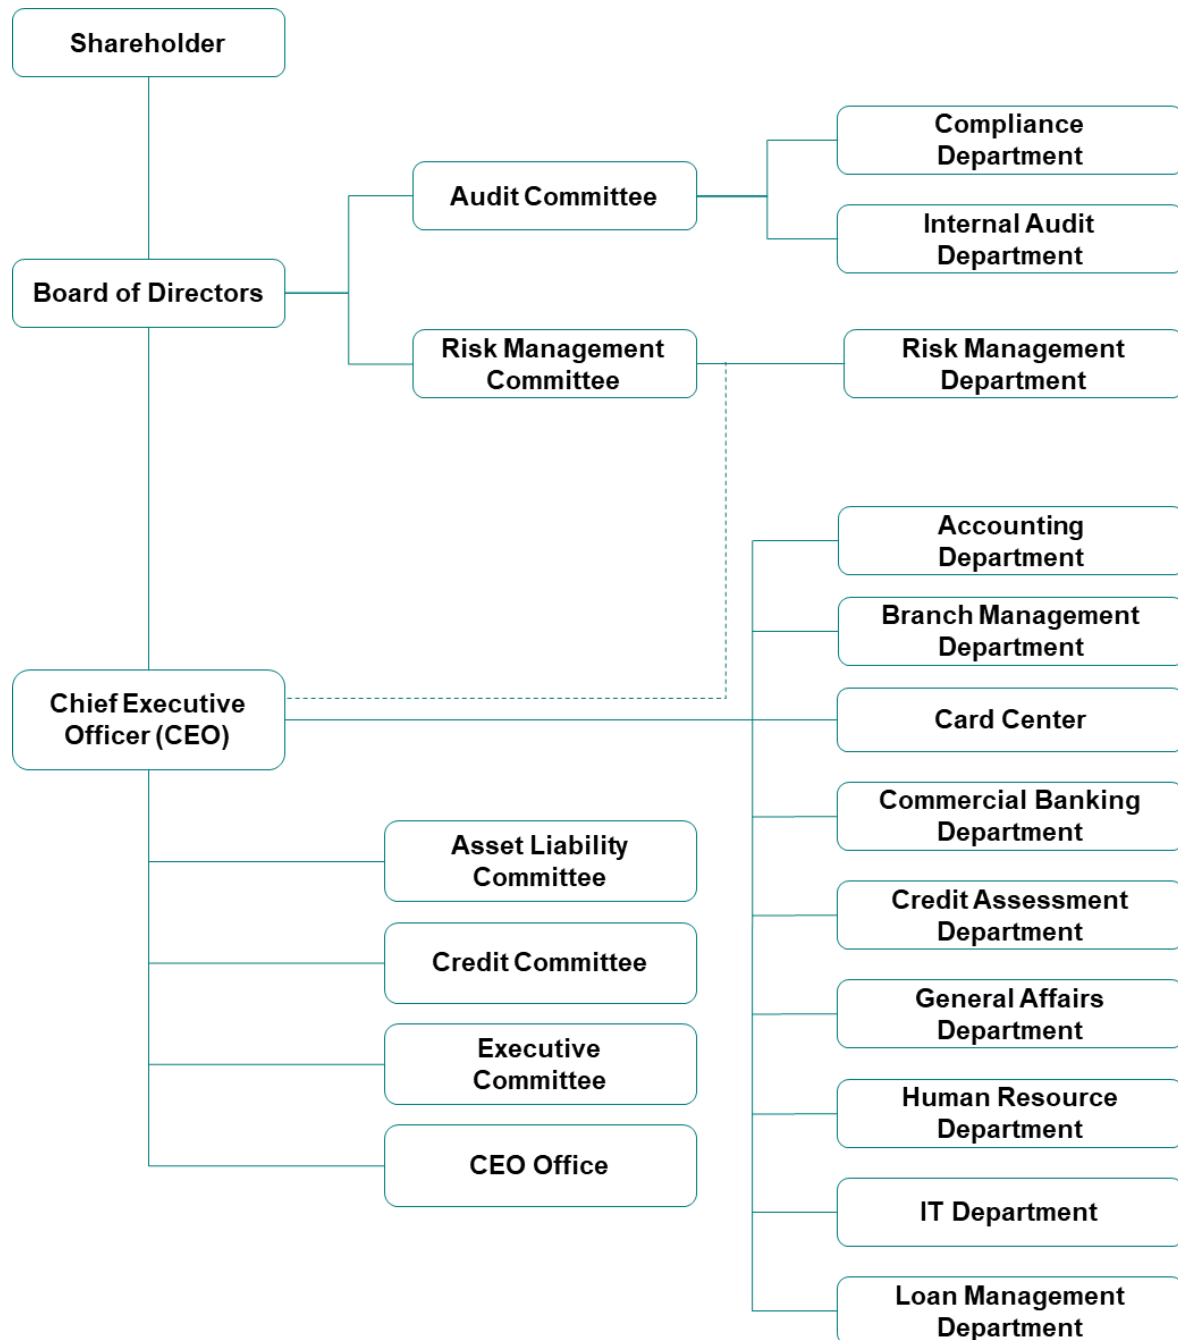 Shareholder
Compliance
Department
Audit Committee
Internal Audit
Department
Board of Directors
Risk Management
Committee
Risk Management
Department
Accounting
Department
Branch Management
Department
Chief Executive
Officer (CEO)
Card Center
Commercial Banking
Department
Asset Liability
Committee
Credit Assessment
Department
Credit Committee
General Affairs
Department
Executive
Committee
Human Resource
Department
CEO Office
IT Department
Loan Management
Department